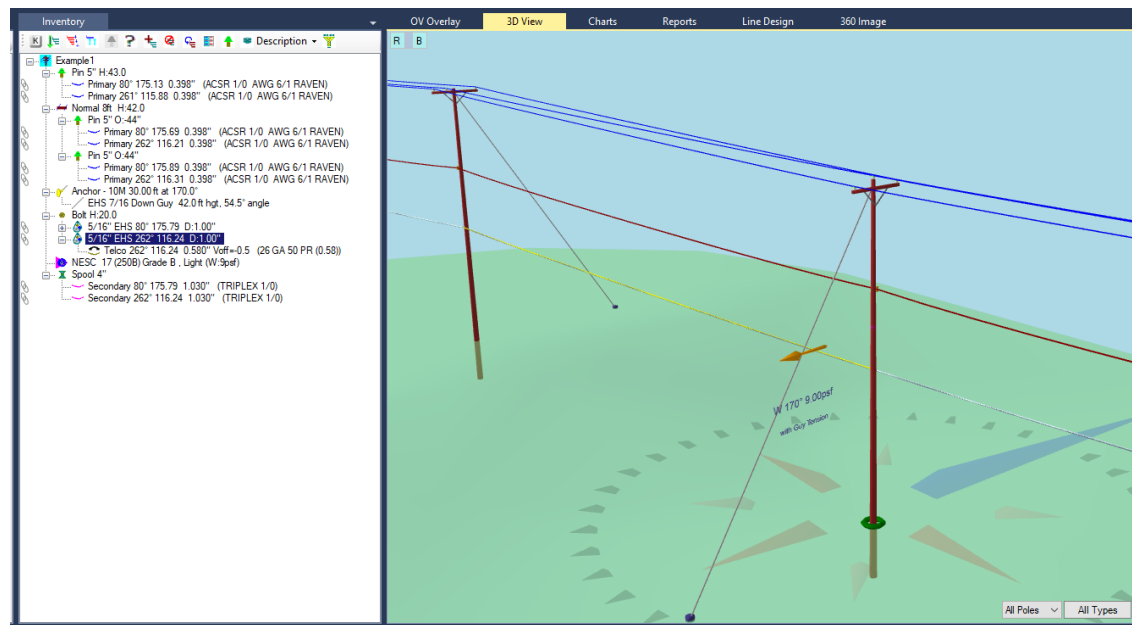 Inventory
OV Overlay 3D View Charts Reports Line Design 360 Image
K ? Description
R B
Example1
Pin 5" H:43.0
Primary 80° 175.13 0.398" (ACSR 1/0 AWG 6/1 RAVEN)
Primary 261° 115.88 0.398" (ACSR 1/0 AWG 6/1 RAVEN)
Normal 8ft H:42.0
Pin 5" O:-44"
Primary 80° 175.69 0.398" (ACSR 1/0 AWG 6/1 RAVEN)
Primary 262° 116.21 0.398" (ACSR 1/0 AWG 6/1 RAVEN)
Pin 5" O:44"
Primary 80° 175.89 0.398" (ACSR 1/0 AWG 6/1 RAVEN)
Primary 262° 116.31 0.398" (ACSR 1/0 AWG 6/1 RAVEN)
Anchor - 10M 30.00 ft at 170.0°
EHS 7/16 Down Guy 42.0 ft hgt, 54.5° angle
Bolt H:20.0
5/16" EHS 80° 175.79 D:1.00"
5/16" EHS 262° 116.24 D:1.00"
Telco 262° 116.24 0.580" Voff=-0.5 (26 GA 50 PR (0.58))
NESC 17 (250B) Grade B , Light (W:9psf)
Spool 4"
Secondary 80° 175.79 1.030" (TRIPLEX 1/0)
Secondary 262° 116.24 1.030" (TRIPLEX 1/0)
W 170° 9.00psf
with Guy Tension
All Poles All Types